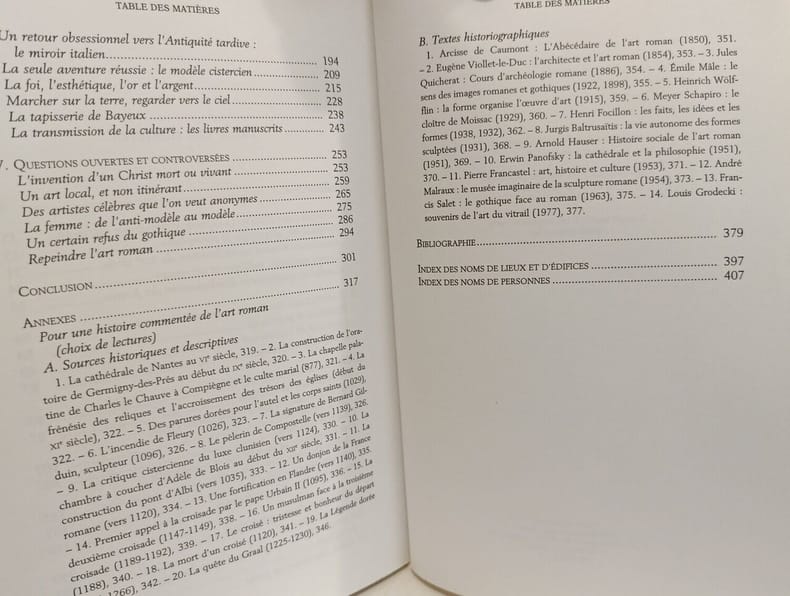 TABLE DES MATIÈRES
Un retour obsessionnel vers l'Antiquité tardive :
le miroir italien 194
La seule aventure réussie : le modèle cistercien 209
La foi, l'esthétique, l'or et l'argent 215
Marcher sur la terre, regarder vers le ciel 228
La tapisserie de Bayeux 238
La transmission de la culture : les livres manuscrits 243
QUESTIONS OUVERTES ET CONTROVERSÉES 253
L'invention d'un Christ mort ou vivant 253
Un art local, et non itinérant 259
Des artistes célèbres que l'on veut anonymes 265
La femme : de l'anti-modèle au modèle 275
Un certain refus du gothique 286
Repeindre l'art roman 294
CONCLUSION 301
ANNEXES 317
Pour une histoire commentée de l'art roman
(choix de lectures)
A. Sources historiques et descriptives
1. La cathédrale de Nantes au VIe siècle, 319. – 2. La construction de l'ora-
toire de Germigny-des-Prés au début du IXe siècle, 320. – 3. La chapelle pala-
tine de Charles le Chauve à Compiègne et le culte marial (877), 321. – 4. La
frénésie des reliques et l'accroissement des trésors des églises (début du
XIe siècle), 322. – 5. Des parures dorées pour l'autel et les corps saints (1029),
322. – 6. L'incendie de Fleury (1026), 323. – 7. La signature de Bernard Gil-
duin, sculpteur (1096), 326. – 8. Le pèlerin de Compostelle (vers 1139), 326.
– 9. La critique cistercienne du luxe clunisien (vers 1124), 330. – 10. La
chambre à coucher d'Adèle de Blois au début du XIIe siècle, 331. – 11. La
construction du pont d'Albi (vers 1035), 333. – 12. Un donjon de la France
romane (vers 1120), 334. – 13. Une fortification en Flandre (vers 1140), 335.
– 14. Premier appel à la croisade par le pape Urbain II (1095), 336. – 15. La
deuxième croisade (1147-1149), 338. – 16. Un musulman face à la troisième
croisade (1189-1192), 339. – 17. Le croisé : tristesse et bonheur du départ
(1188), 340. – 18. La mort d'un croisé (1120), 341. – 19. La Légende dorée
1266), 342. – 20. La quête du Graal (1225-1230), 346.
TABLE DES MATIÈRES
B. Textes historiographiques
1. Arcisse de Caumont : L'Abécédaire de l'art roman (1850), 351.
– 2. Eugène Viollet-le-Duc : l'architecte et l'art roman (1854), 353. – 3. Jules
Quicherat : Cours d'archéologie romane (1886), 354. – 4. Émile Mâle : le
sens des images romanes et gothiques (1922, 1898), 355. – 5. Heinrich Wölf-
flin : la forme organise l'œuvre d'art (1915), 359. – 6. Meyer Schapiro : le
cloître de Moissac (1929), 360. – 7. Henri Focillon : les faits, les idées et les
formes (1938, 1932), 362. – 8. Jurgis Baltrusaïtis : la vie autonome des formes
sculptées (1931), 368. – 9. Arnold Hauser : Histoire sociale de l'art roman
(1951), 369. – 10. Erwin Panofsky : la cathédrale et la philosophie (1951),
370. – 11. Pierre Francastel : art, histoire et culture (1953), 371. – 12. André
Malraux : le musée imaginaire de la sculpture romane (1954), 373. – 13. Fran-
cis Salet : le gothique face au roman (1963), 375. – 14. Louis Grodecki :
souvenirs de l'art du vitrail (1977), 377.
BIBLIOGRAPHIE 379
INDEX DES NOMS DE LIEUX ET D'ÉDIFICES 397
INDEX DES NOMS DE PERSONNES 407